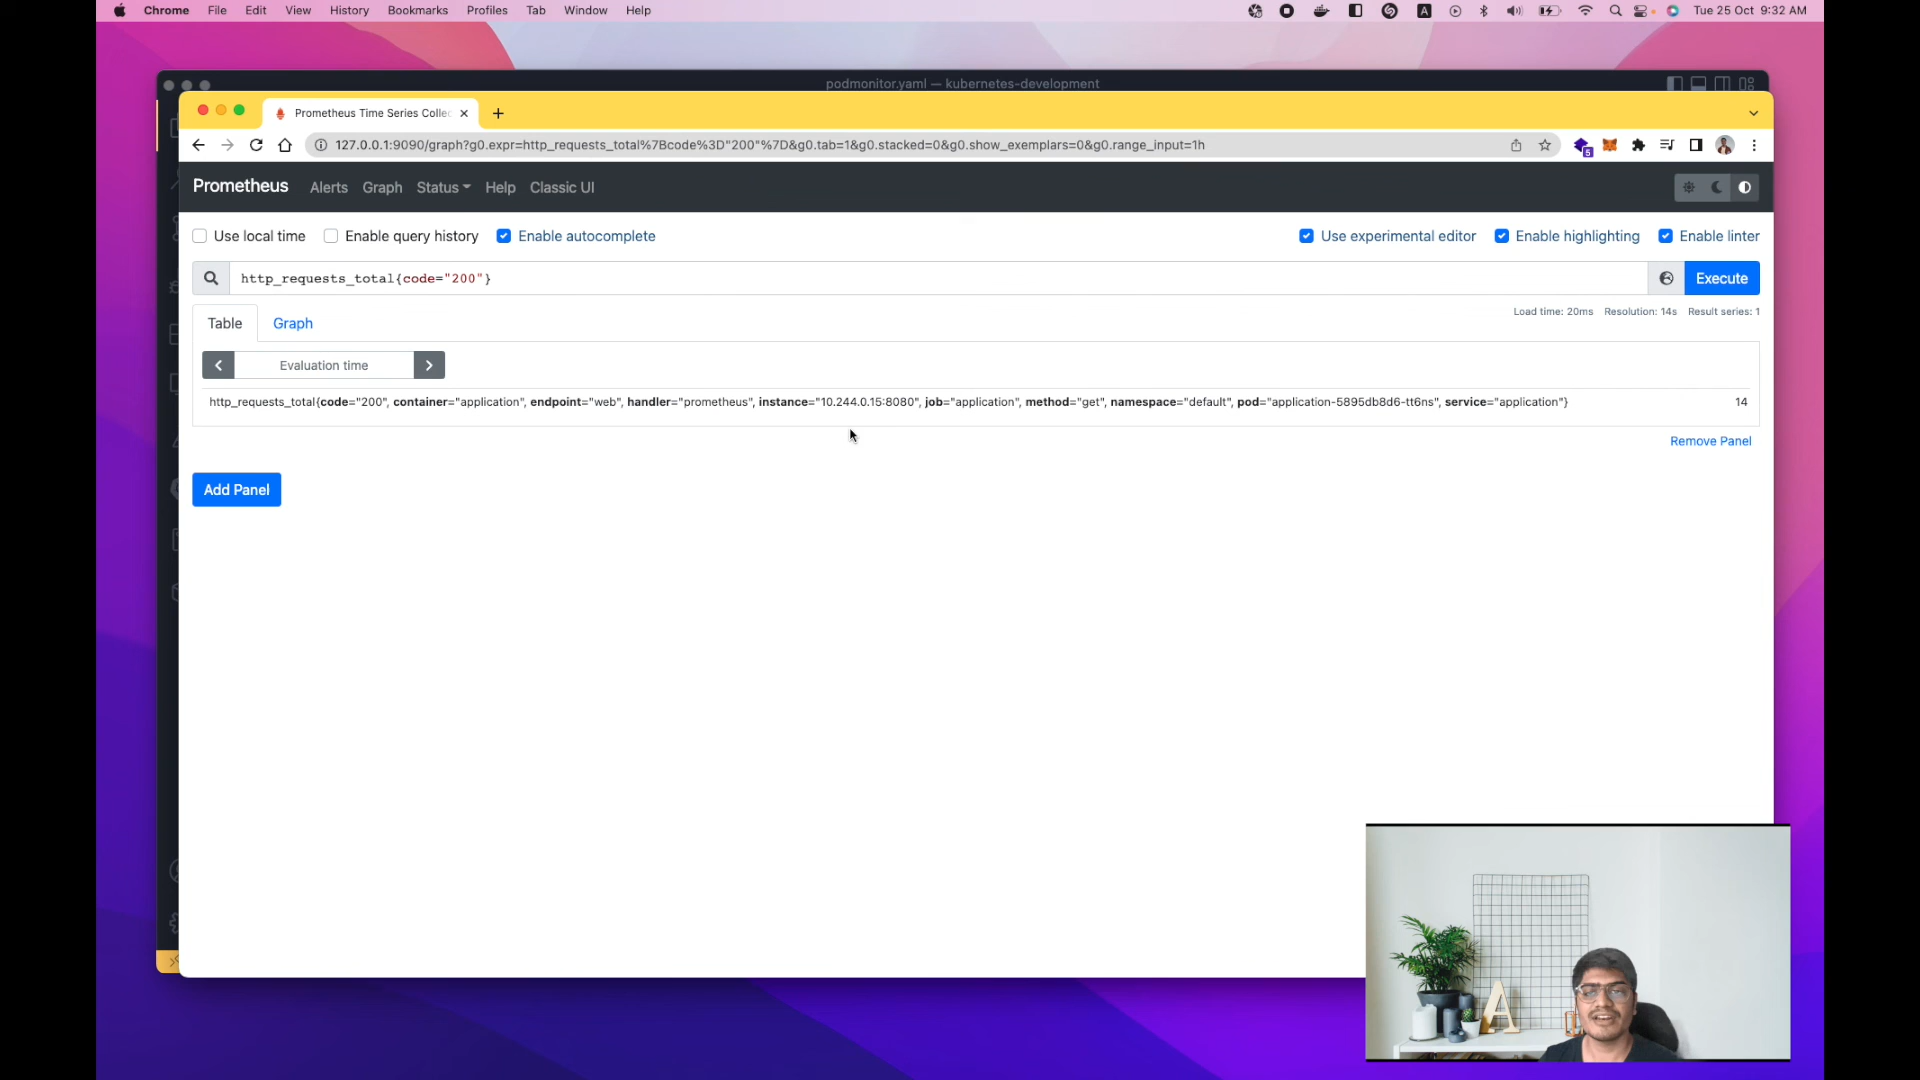 Chrome File Edit View History Bookmarks Profiles Tab Window Help
A
Tue 25 Oct 9:32 AM
podmonitor.yaml — kubernetes-development
Prometheus Time Series Collec
127.0.0.1:9090/graph?g0.expr=http_requests_total%7Bcode%3D"200"%7D&g0.tab=1&g0.stacked=0&g0.show_exemplars=0&g0.range_input=1h
5
Prometheus Alerts Graph Status Help Classic UI
Use local time Enable query history Enable autocomplete Use experimental editor Enable highlighting Enable linter
http_requests_total{code="200"}
Execute
Table Graph
Load time: 20ms Resolution: 14s Result series: 1
Evaluation time
http_requests_total{code="200", container="application", endpoint="web", handler="prometheus", instance="10.244.0.15:8080", job="application", method="get", namespace="default", pod="application-5895db8d6-tt6ns", service="application"} 14
Remove Panel
Add Panel
A